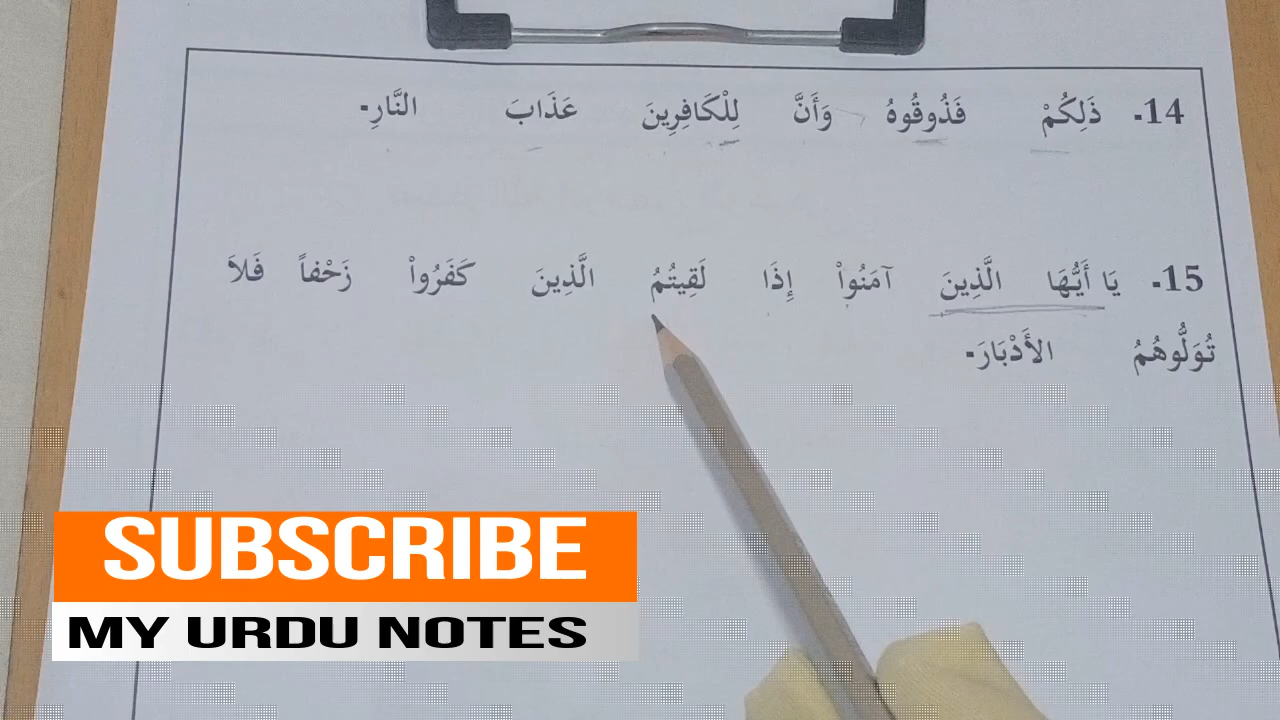 14- ذَلِكُمْ فَذُوقُوهُ وَأَنَّ لِلْكَافِرِينَ عَذَابَ النَّارِ-
15- يَا أَيُّهَا الَّذِينَ آمَنُواْ إِذَا لَقِيتُمُ الَّذِينَ كَفَرُواْ زَحْفاً فَلاَ
تُوَلُّوهُمُ الأَدْبَارَ-
SUBSCRIBE
MY URDU NOTES